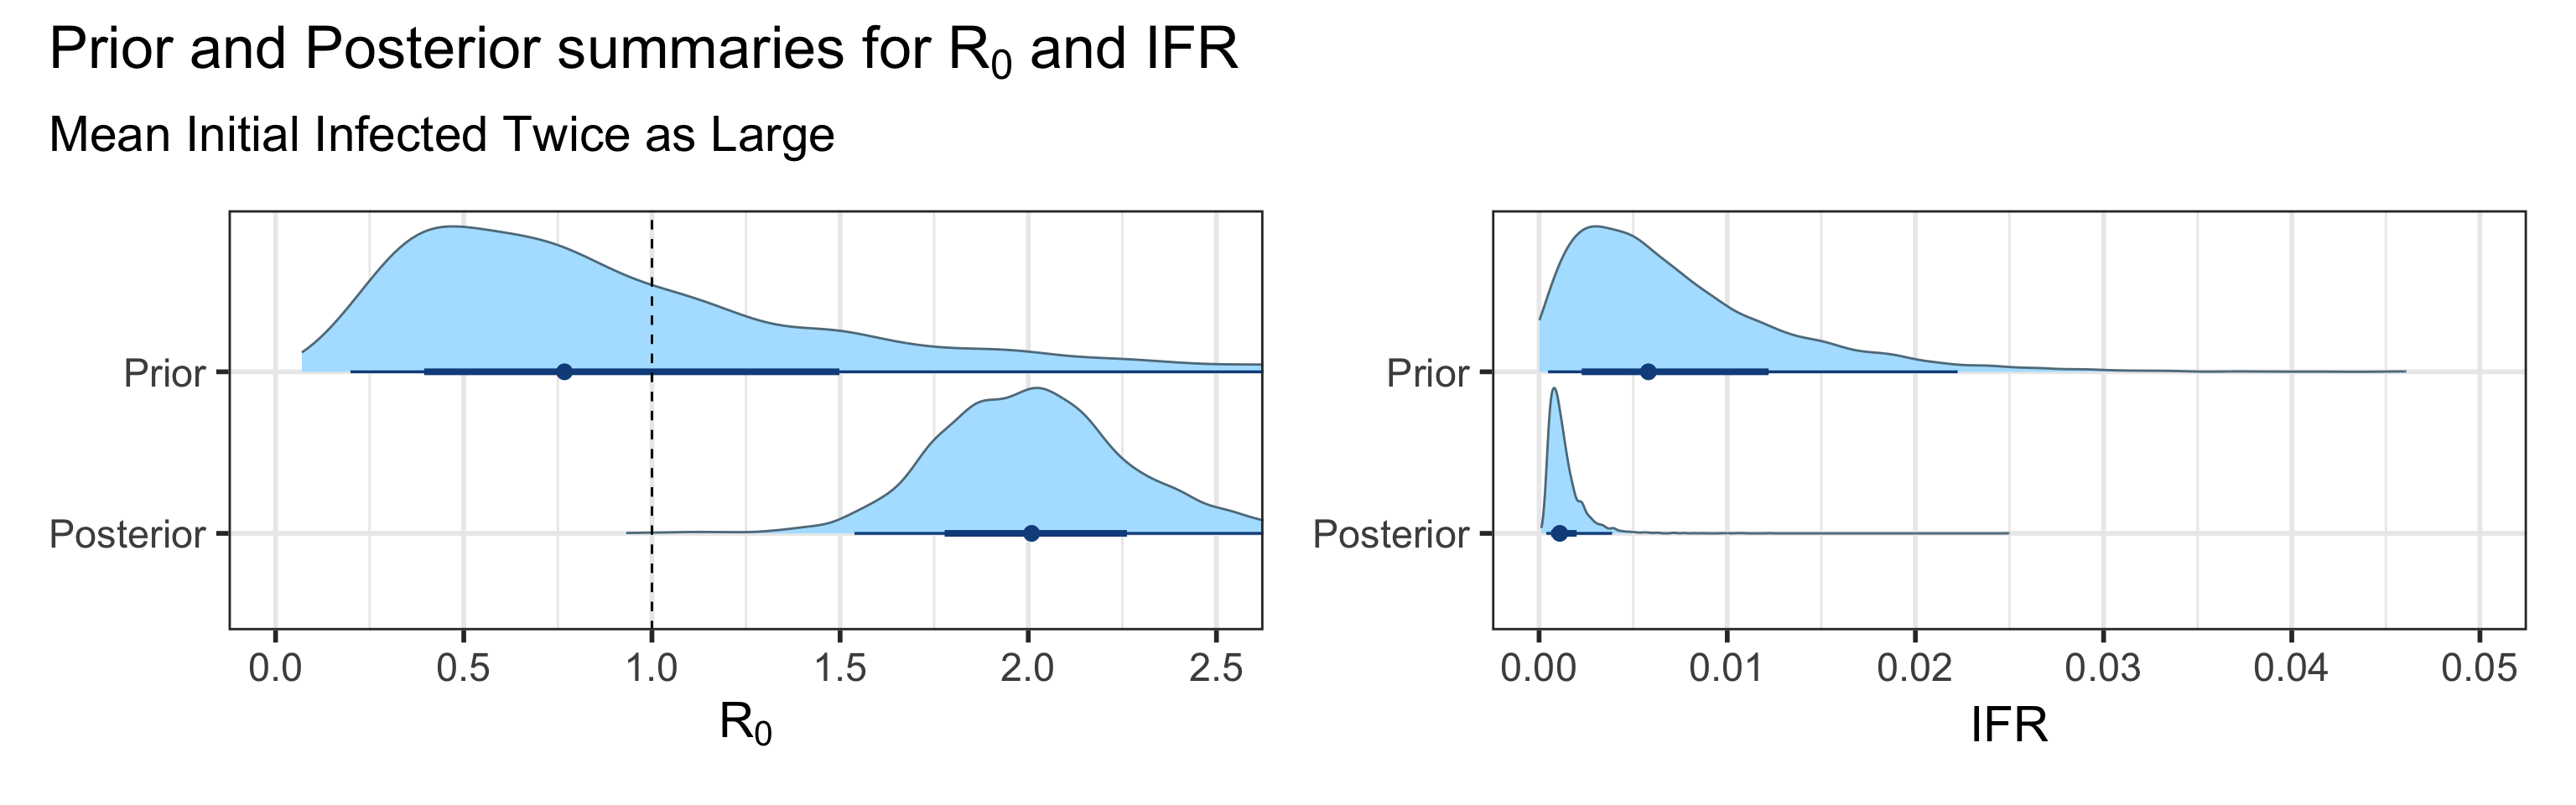 Prior and Posterior summaries for R₀ and IFR
Mean Initial Infected Twice as Large
Prior
Posterior
0.0 0.5 1.0 1.5 2.0 2.5
R₀
Prior
Posterior
0.00 0.01 0.02 0.03 0.04 0.05
IFR